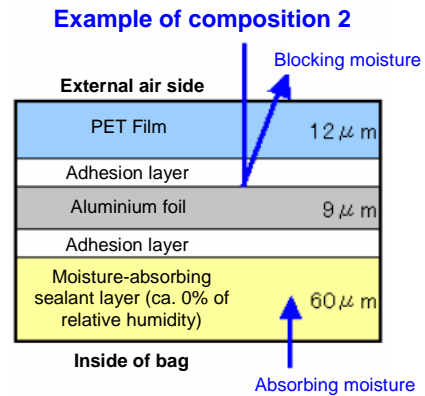 Example of composition 2
Blocking moisture
External air side
PET Film 12μm
Adhesion layer
Aluminium foil 9μm
Adhesion layer
Moisture-absorbing
sealant layer (ca. 0% of 60μm
relative humidity)
Inside of bag
Absorbing moisture